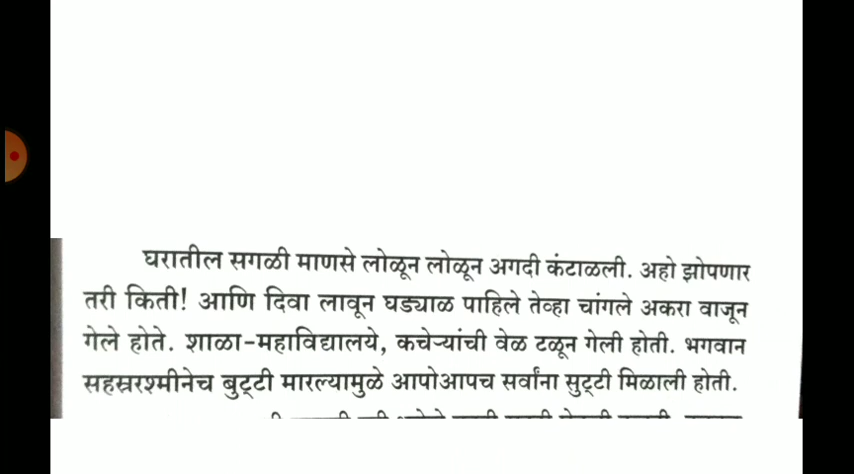 घरातील सगळी माणसे लोळून लोळून अगदी कंटाळली. अहो झोपणार
तरी किती! आणि दिवा लावून घड्याळ पाहिले तेव्हा चांगले अकरा वाजून
गेले होते. शाळा-महाविद्यालये, कचेऱ्यांची वेळ टळून गेली होती. भगवान
सहस्ररश्मीनेच बुट्टी मारल्यामुळे आपोआपच सर्वांना सुट्टी मिळाली होती.